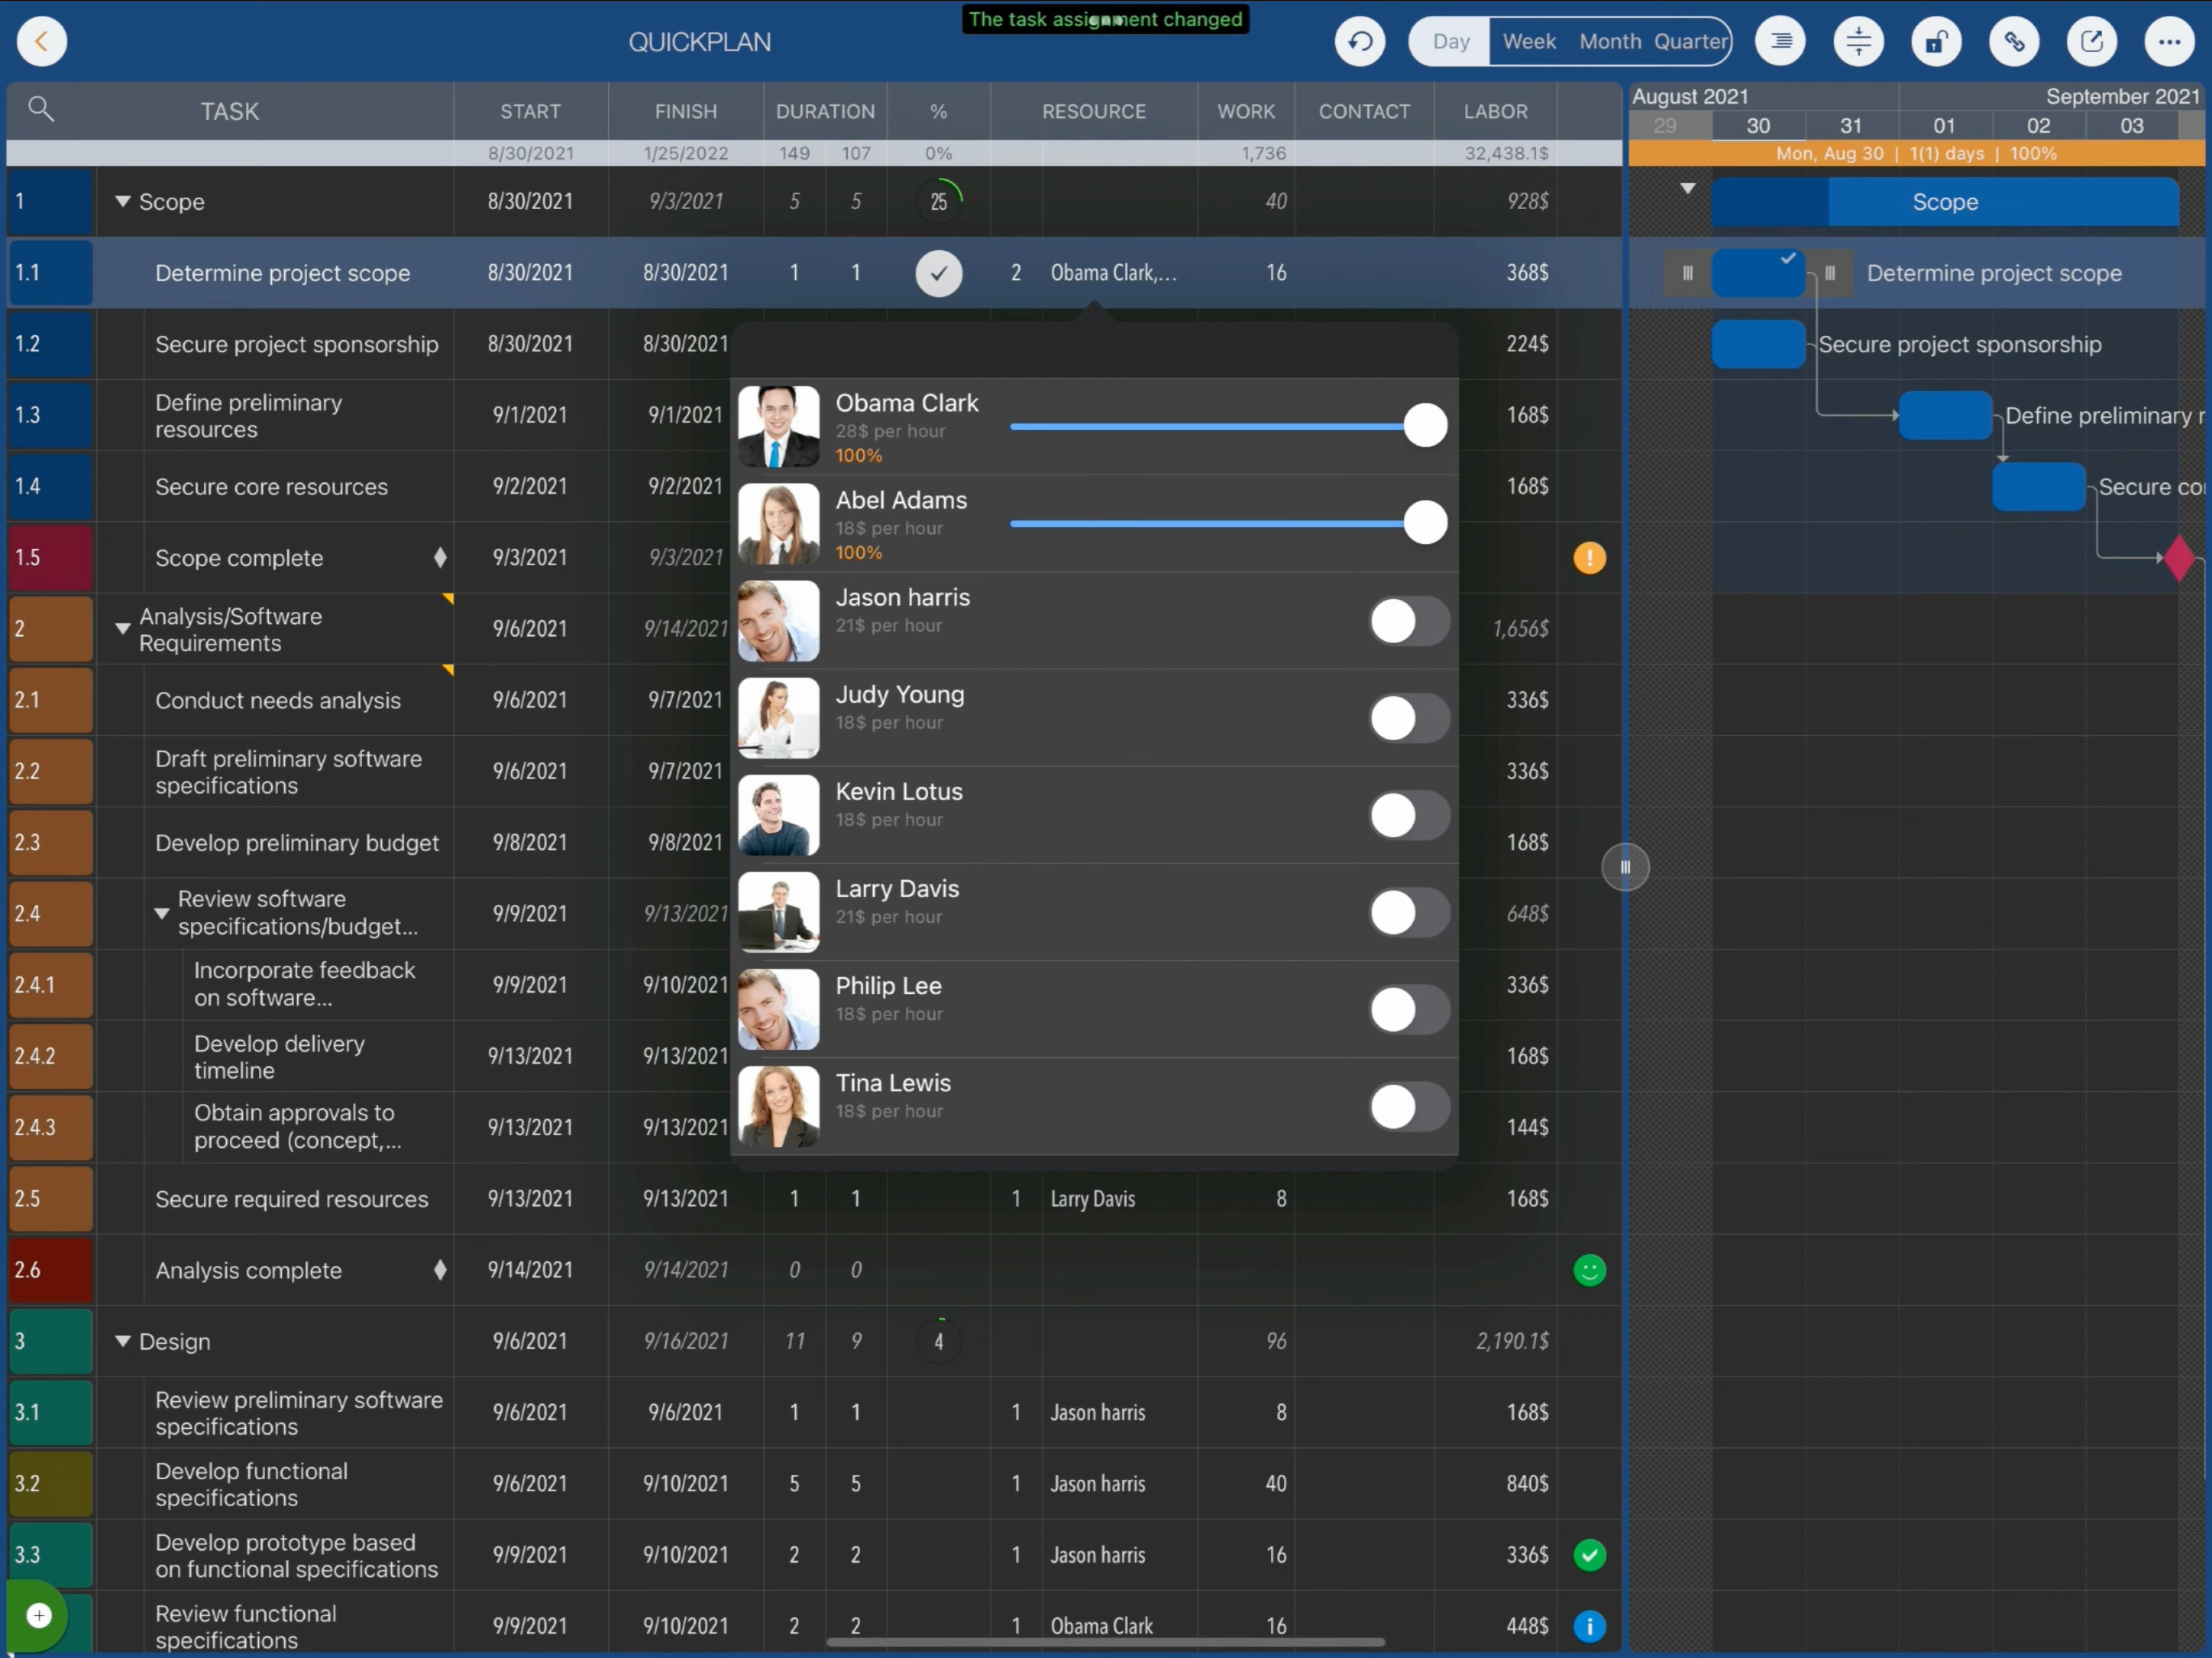 The task assignment changed
QUICKPLAN
Day Week Month Quarter
TASK START FINISH DURATION % RESOURCE WORK CONTACT LABOR
8/30/2021 1/25/2022 149 107 0% 1,736 32,438.1$
August 2021 September 2021
29 30 31 01 02 03
Mon, Aug 30 | 1(1) days | 100%
1 Scope 8/30/2021 9/3/2021 5 5 25 40 928$
Scope
1.1 Determine project scope 8/30/2021 8/30/2021 1 1 2 Obama Clark,... 16 368$
Determine project scope
1.2 Secure project sponsorship 8/30/2021 8/30/2021 224$
Secure project sponsorship
1.3 Define preliminary
resources 9/1/2021 9/1/2021 168$
Define preliminary r
1.4 Secure core resources 9/2/2021 9/2/2021 168$
Secure co
1.5 Scope complete 9/3/2021 9/3/2021
!
2 Analysis/Software
Requirements 9/6/2021 9/14/2021 1,656$
2.1 Conduct needs analysis 9/6/2021 9/7/2021 336$
2.2 Draft preliminary software
specifications 9/6/2021 9/7/2021 336$
2.3 Develop preliminary budget 9/8/2021 9/8/2021 168$
2.4 Review software
specifications/budget... 9/9/2021 9/13/2021 648$
2.4.1 Incorporate feedback
on software... 9/9/2021 9/10/2021 336$
2.4.2 Develop delivery
timeline 9/13/2021 9/13/2021 168$
2.4.3 Obtain approvals to
proceed (concept,... 9/13/2021 9/13/2021 144$
Obama Clark
28$ per hour
100%
Abel Adams
18$ per hour
100%
Jason harris
21$ per hour
Judy Young
18$ per hour
Kevin Lotus
18$ per hour
Larry Davis
21$ per hour
Philip Lee
18$ per hour
Tina Lewis
18$ per hour
2.5 Secure required resources 9/13/2021 9/13/2021 1 1 1 Larry Davis 8 168$
2.6 Analysis complete 9/14/2021 9/14/2021 0 0
3 Design 9/6/2021 9/16/2021 11 9 4 96 2,190.1$
3.1 Review preliminary software
specifications 9/6/2021 9/6/2021 1 1 1 Jason harris 8 168$
3.2 Develop functional
specifications 9/6/2021 9/10/2021 5 5 1 Jason harris 40 840$
3.3 Develop prototype based
on functional specifications 9/9/2021 9/10/2021 2 2 1 Jason harris 16 336$
Review functional
specifications 9/9/2021 9/10/2021 2 2 1 Obama Clark 16 448$
i